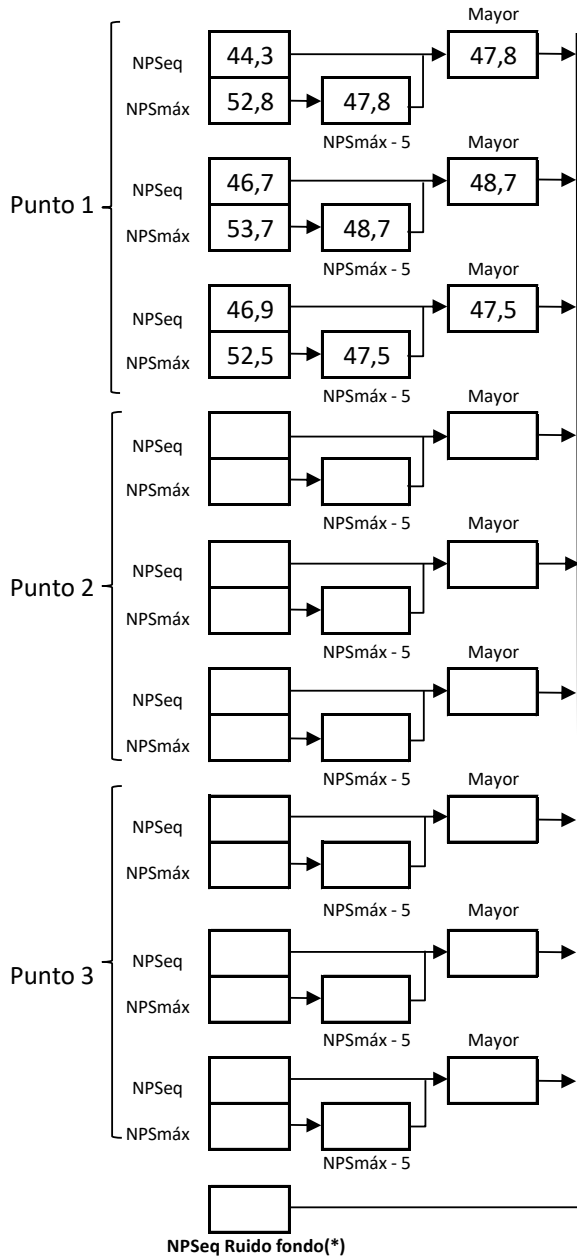 Mayor
NPSeq 44,3 47,8
NPSmáx 52,8 47,8
NPSmáx - 5
Mayor
NPSeq 46,7 48,7
Punto 1
NPSmáx 53,7 48,7
NPSmáx - 5
Mayor
NPSeq 46,9 47,5
NPSmáx 52,5 47,5
NPSmáx - 5
Mayor
NPSeq
NPSmáx
NPSmáx - 5
Mayor
NPSeq
Punto 2
NPSmáx
NPSmáx - 5
Mayor
NPSeq
NPSmáx
NPSmáx - 5
Mayor
NPSeq
NPSmáx
NPSmáx - 5
Mayor
NPSeq
Punto 3
NPSmáx
NPSmáx - 5
Mayor
NPSeq
NPSmáx
NPSmáx - 5
NPSeq Ruido fondo(*)